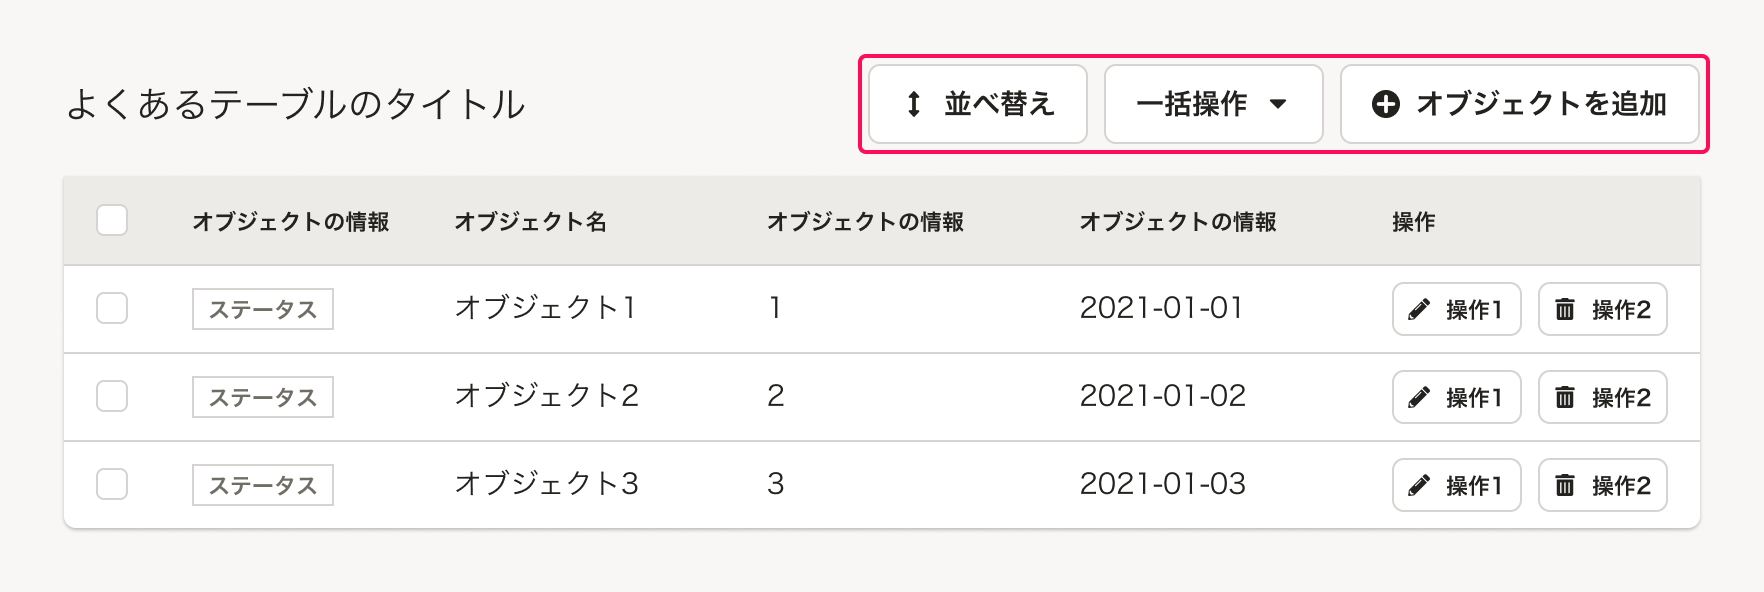 よくあるテーブルのタイトル 並べ替え 一括操作 オブジェクトを追加
オブジェクトの情報 オブジェクト名 オブジェクトの情報 オブジェクトの情報 操作
ステータス オブジェクト1 1 2021-01-01 操作1 操作2
ステータス オブジェクト2 2 2021-01-02 操作1 操作2
ステータス オブジェクト3 3 2021-01-03 操作1 操作2